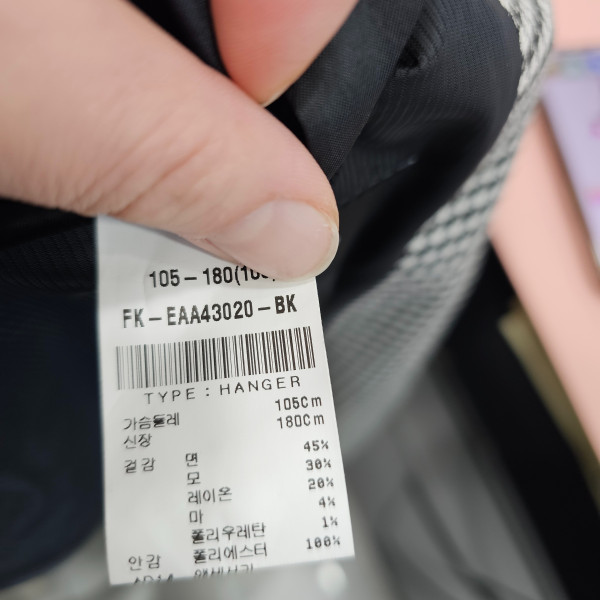 105-180(10
FK-EAA43020-BK
TYPE : HANGER
가슴둘레 105Cm
신장 180Cm
겉감 면 45%
모 30%
레이온 20%
마 4%
폴리우레탄 1%
안감 폴리에스터 100%